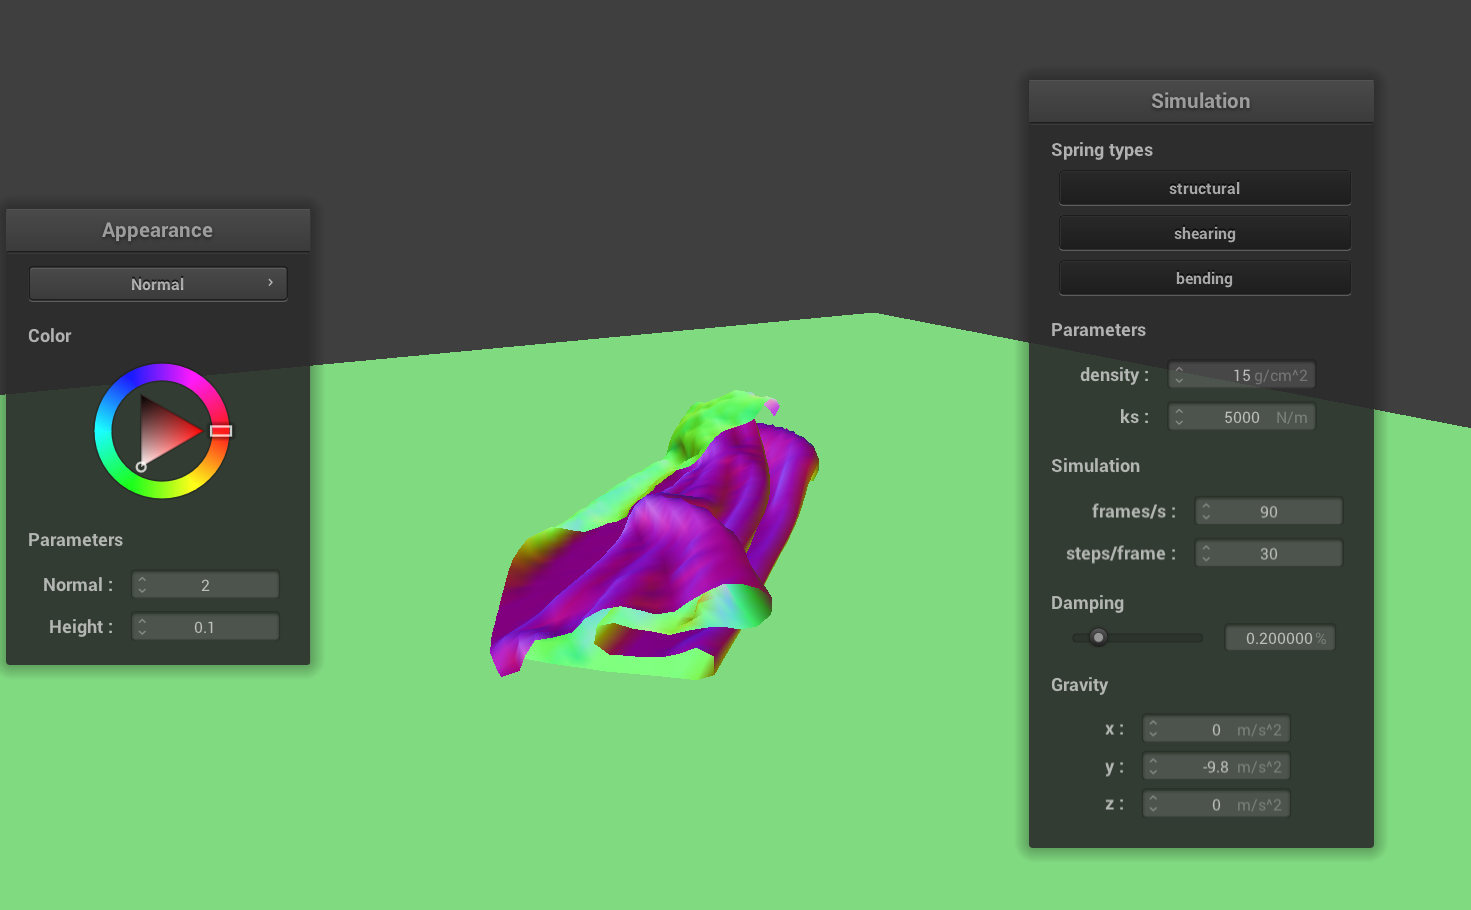 Appearance
Normal
Color
Parameters
Normal : 2
Height : 0.1
Simulation
Spring types
structural
shearing
bending
Parameters
density : 15 g/cm^2
ks : 5000 N/m
Simulation
frames/s : 90
steps/frame : 30
Damping
0.200000 %
Gravity
x : 0 m/s^2
y : -9.8 m/s^2
z : 0 m/s^2